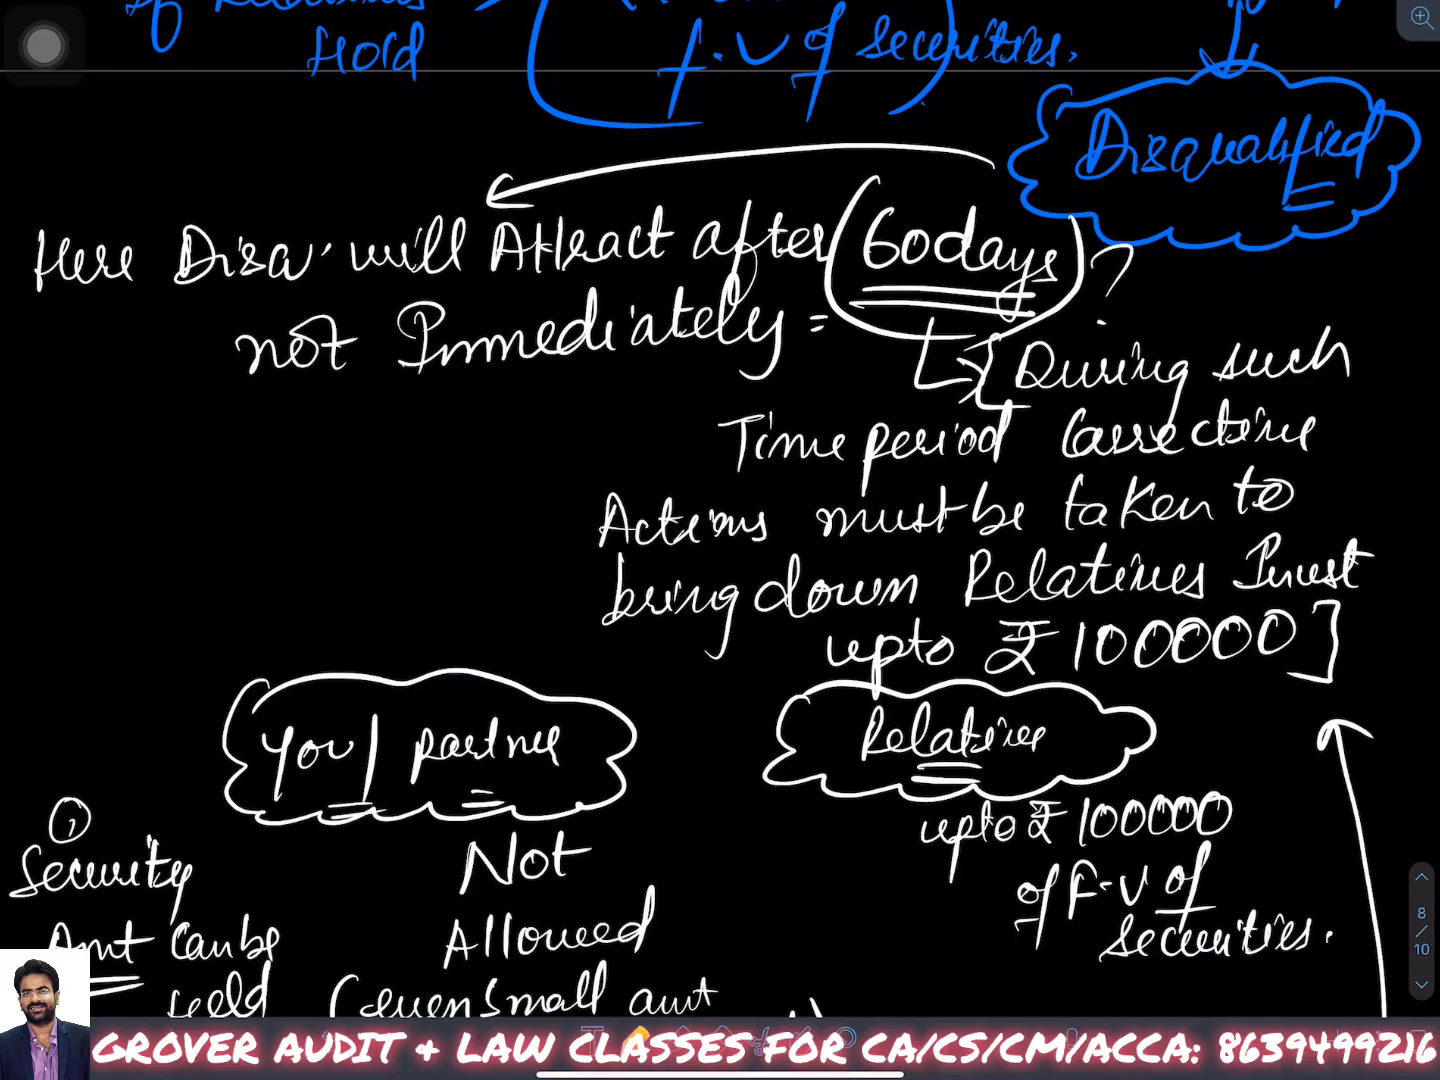 of Relatives
Hold
f.v of Securities.
Disqualified
Here Disq. will Attract after 60days ?
not Immediately =
[During such
Time period Corrective
Actions must be taken to
bring down Relatives Invest
upto ₹ 100000]
You / partner
Relatives
①
Security
Amt can be
held
Not
Allowed
(even small amt
upto ₹ 100000
of F.V of
Securities.
8
/
10
GROVER AUDIT & LAW CLASSES FOR CA/CS/CM/ACCA: 8639499216